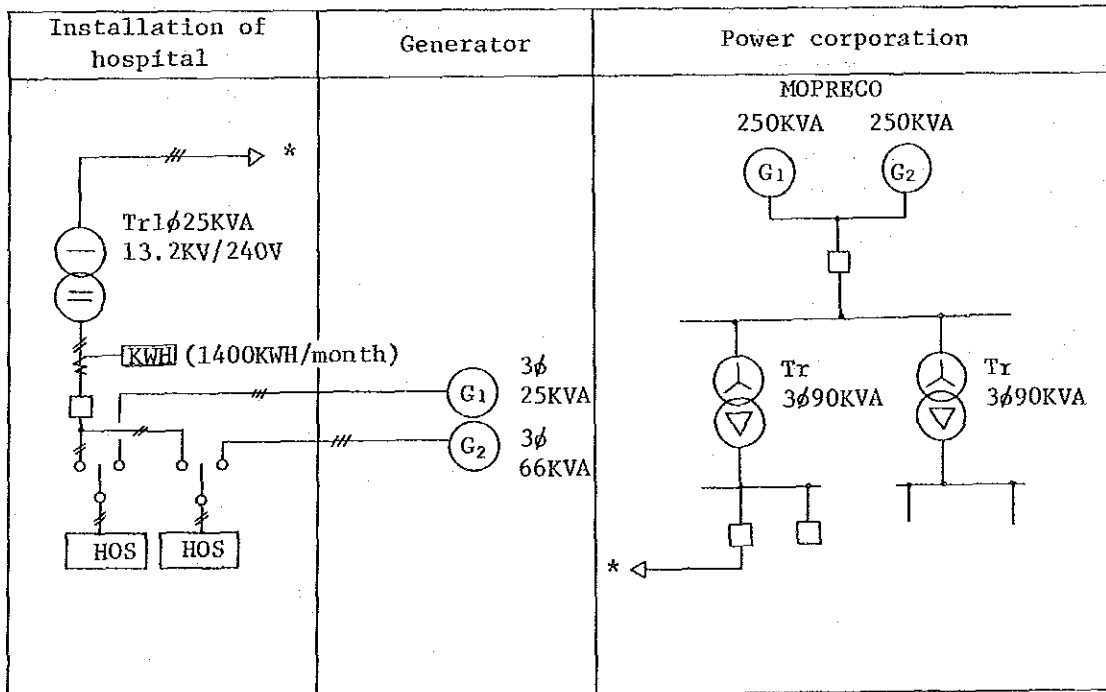 Installation of
hospital
Generator
Power corporation
MOPRECO
250KVA 250KVA
G1 G2
*
Tr1ϕ25KVA
13.2KV/240V
KWH (1400KWH/month)
G1
3ϕ
25KVA
G2
3ϕ
66KVA
Tr
3ϕ90KVA
Tr
3ϕ90KVA
HOS HOS
*